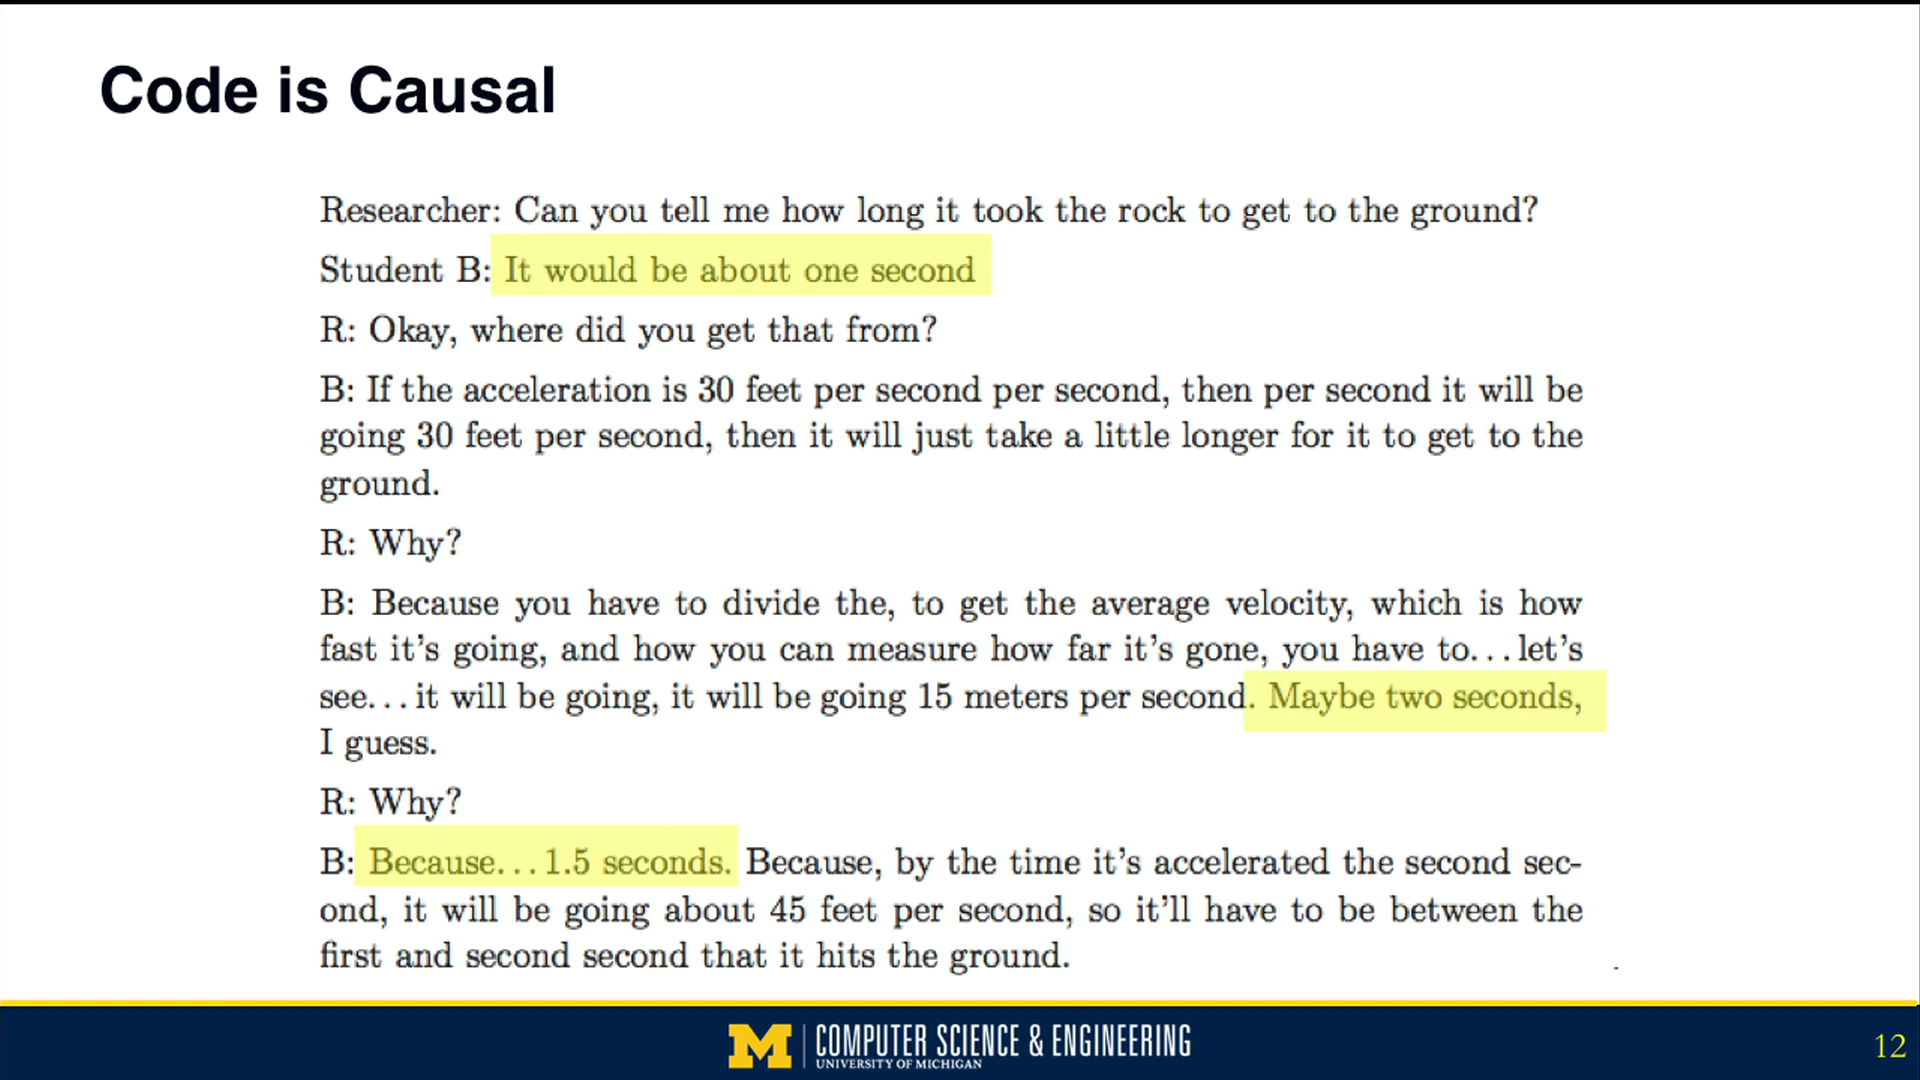 Code is Causal
Researcher: Can you tell me how long it took the rock to get to the ground?
Student B: It would be about one second
R: Okay, where did you get that from?
B: If the acceleration is 30 feet per second per second, then per second it will be
going 30 feet per second, then it will just take a little longer for it to get to the
ground.
R: Why?
B: Because you have to divide the, to get the average velocity, which is how
fast it's going, and how you can measure how far it's gone, you have to...let's
see...it will be going, it will be going 15 meters per second. Maybe two seconds,
I guess.
R: Why?
B: Because...1.5 seconds. Because, by the time it's accelerated the second sec-
ond, it will be going about 45 feet per second, so it'll have to be between the
first and second second that it hits the ground.
M COMPUTER SCIENCE & ENGINEERING
UNIVERSITY OF MICHIGAN
12